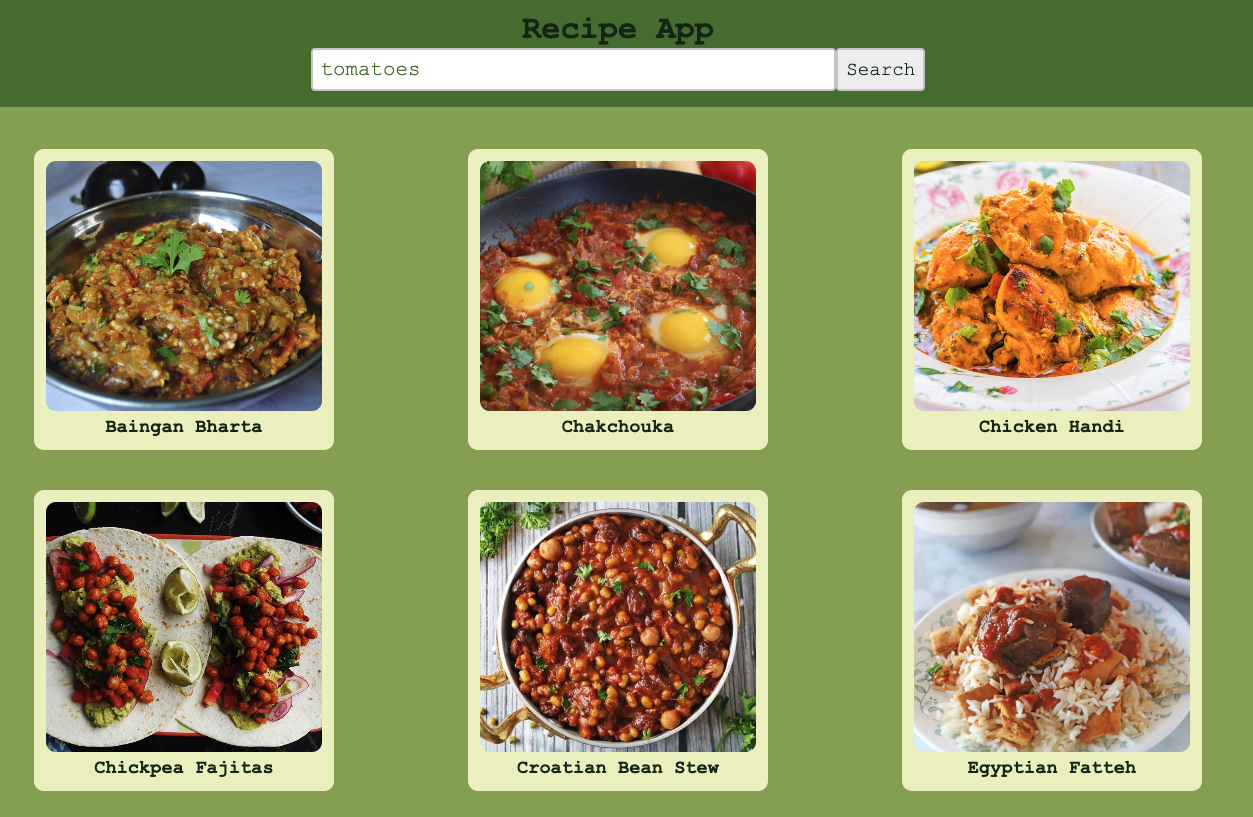 Recipe App
tomatoes
Search
Baingan Bharta
Chakchouka
Chicken Handi
Chickpea Fajitas
Croatian Bean Stew
Egyptian Fatteh